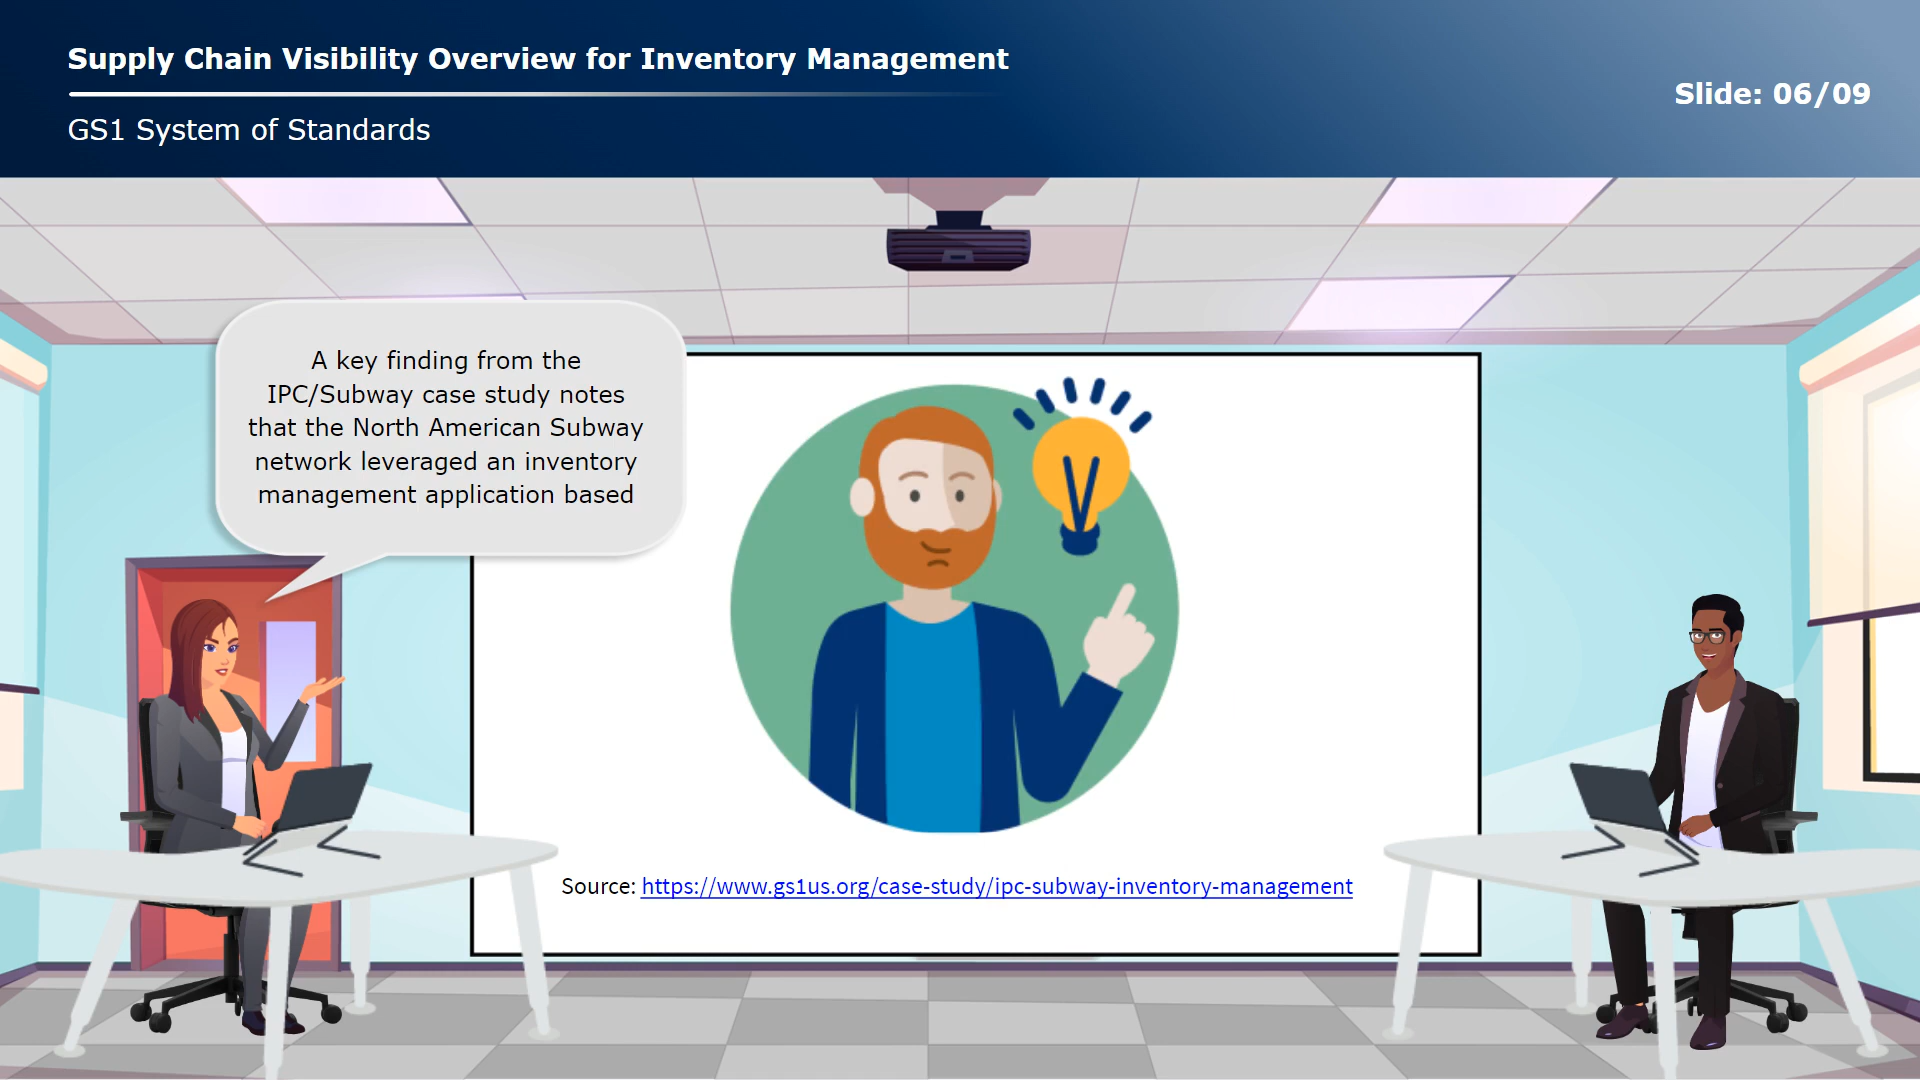 Supply Chain Visibility Overview for Inventory Management
GS1 System of Standards
Slide: 06/09
A key finding from the
IPC/Subway case study notes
that the North American Subway
network leveraged an inventory
management application based
Source: https://www.gs1us.org/case-study/ipc-subway-inventory-management